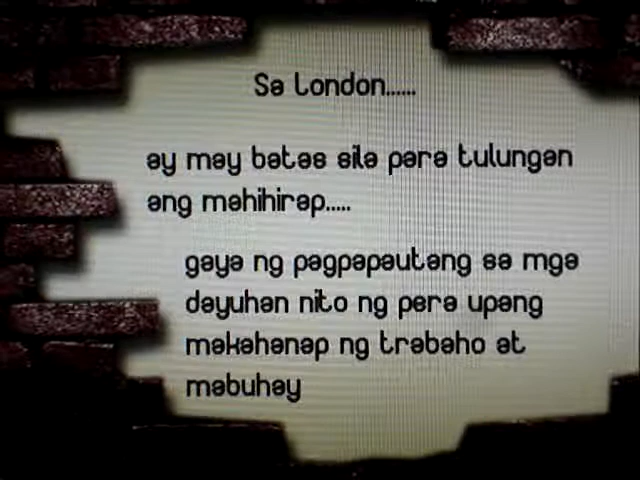 Sa London......
ay may batas sila para tulungan
ang mahihirap.....
gaya ng pagpapautang sa mga
dayuhan nito ng pera upang
makahanap ng trabaho at
mabuhay